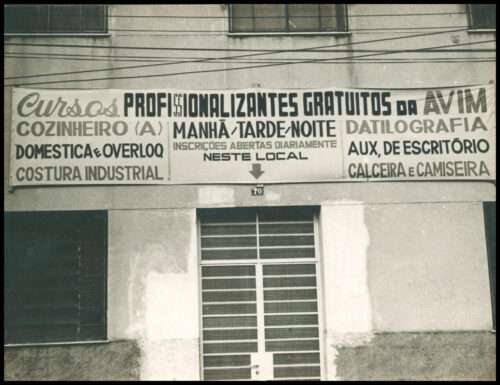 Cursos PROFISSIONALIZANTES GRATUITOS DA AVIM
COZINHEIRO (A)
DOMESTICA E OVERLOQ
COSTURA INDUSTRIAL
MANHÃ/TARDE/NOITE
INSCRIÇÕES ABERTAS DIARIAMENTE
NESTE LOCAL
DATILOGRAFIA
AUX, DE ESCRITÓRIO
CALCEIRA E CAMISEIRA
70